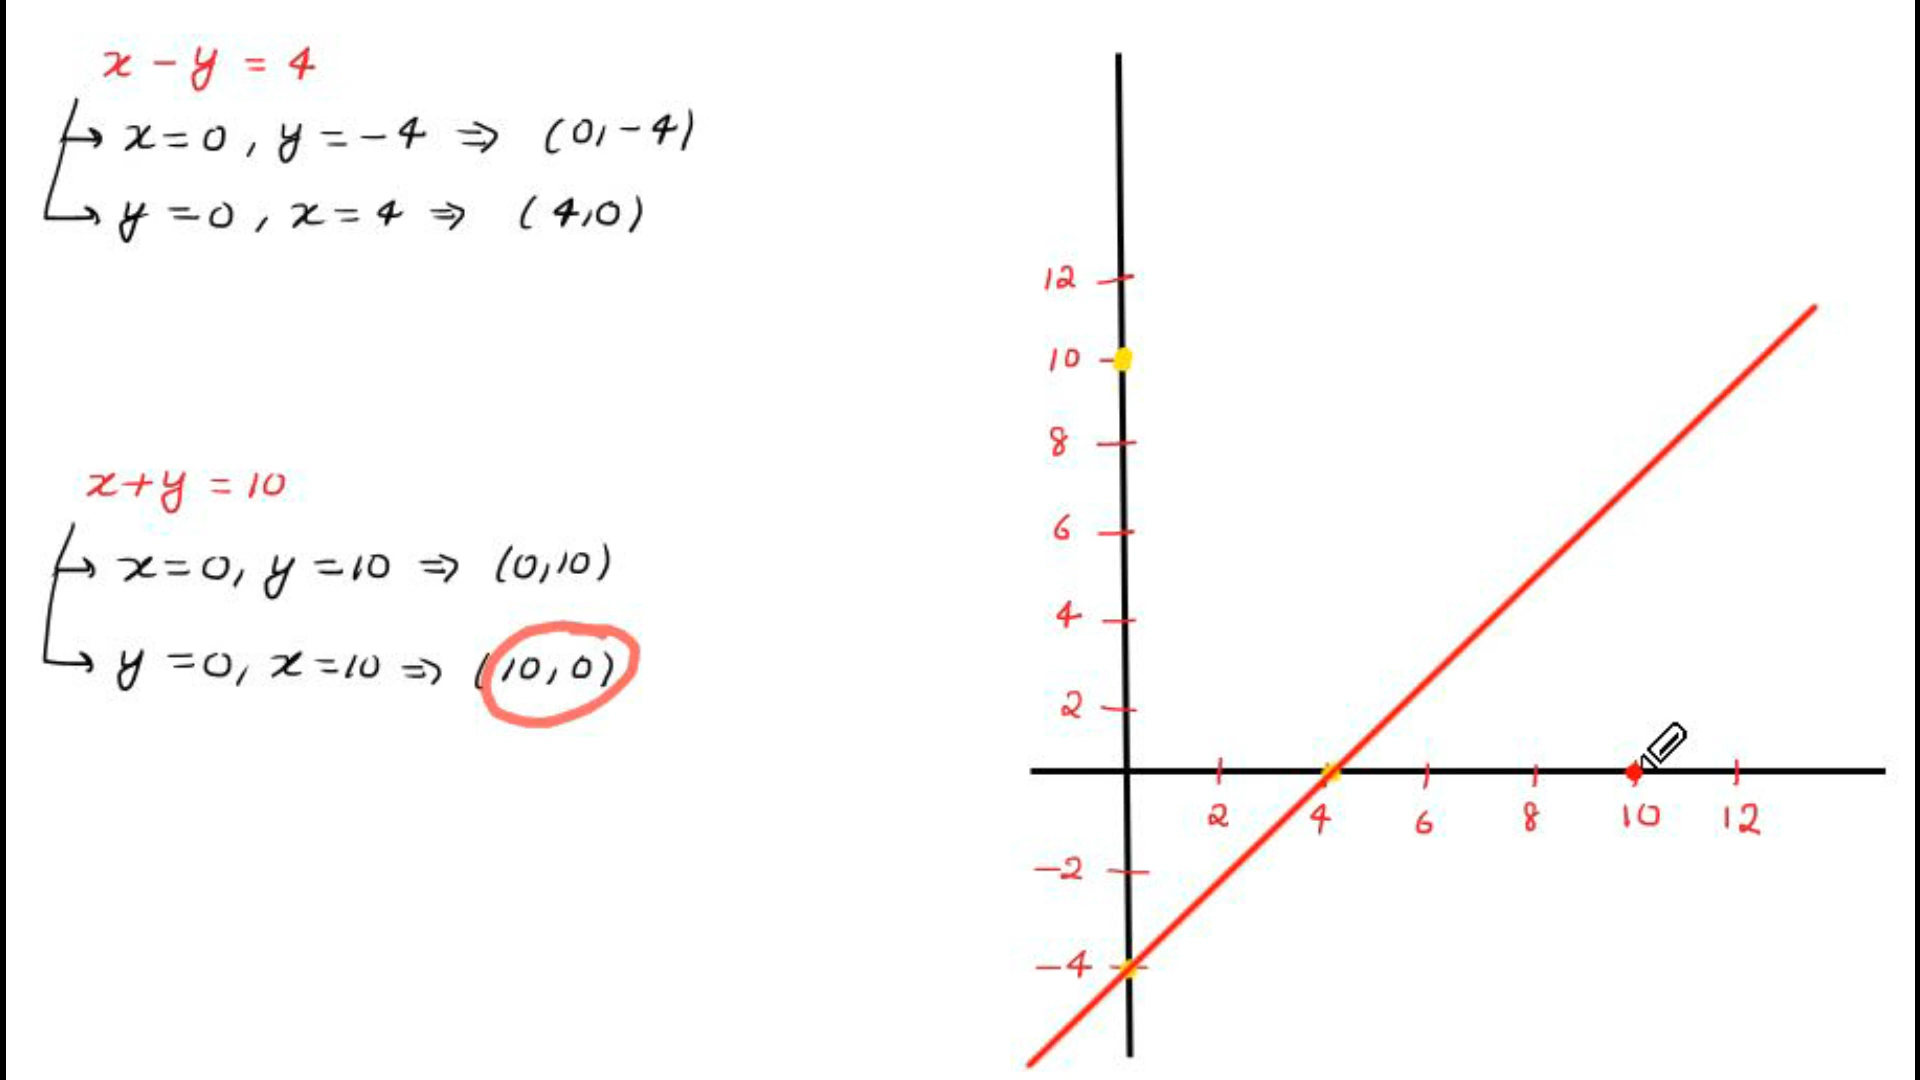 x - y = 4
x = 0, y = -4 ⇒ (0, -4)
y = 0, x = 4 ⇒ (4, 0)
x + y = 10
x = 0, y = 10 ⇒ (0, 10)
y = 0, x = 10 ⇒ (10, 0)
12
10
8
6
4
2
2 4 6 8 10 12
-2
-4